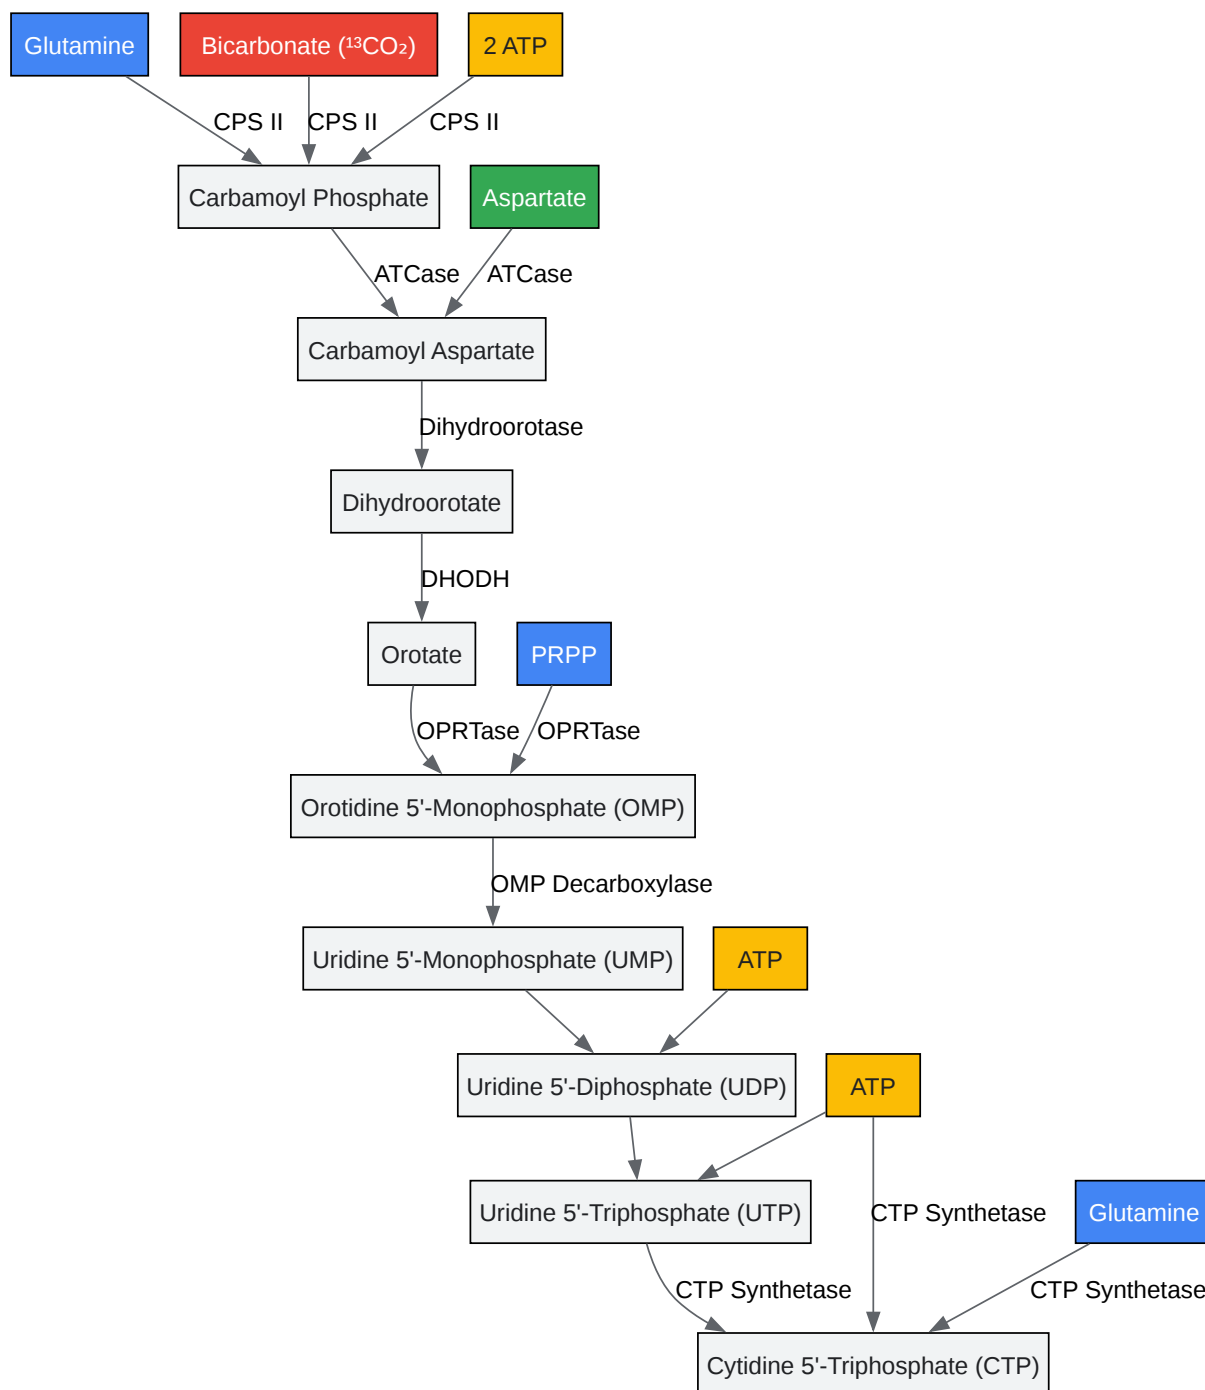 Glutamine
Bicarbonate (¹³CO₂)
2 ATP
CPS II
CPS II
CPS II
Carbamoyl Phosphate
Aspartate
ATCase
ATCase
Carbamoyl Aspartate
Dihydroorotase
Dihydroorotate
DHODH
Orotate
PRPP
OPRTase
OPRTase
Orotidine 5'-Monophosphate (OMP)
OMP Decarboxylase
Uridine 5'-Monophosphate (UMP)
ATP
Uridine 5'-Diphosphate (UDP)
ATP
Uridine 5'-Triphosphate (UTP)
CTP Synthetase
Glutamine
CTP Synthetase
CTP Synthetase
Cytidine 5'-Triphosphate (CTP)